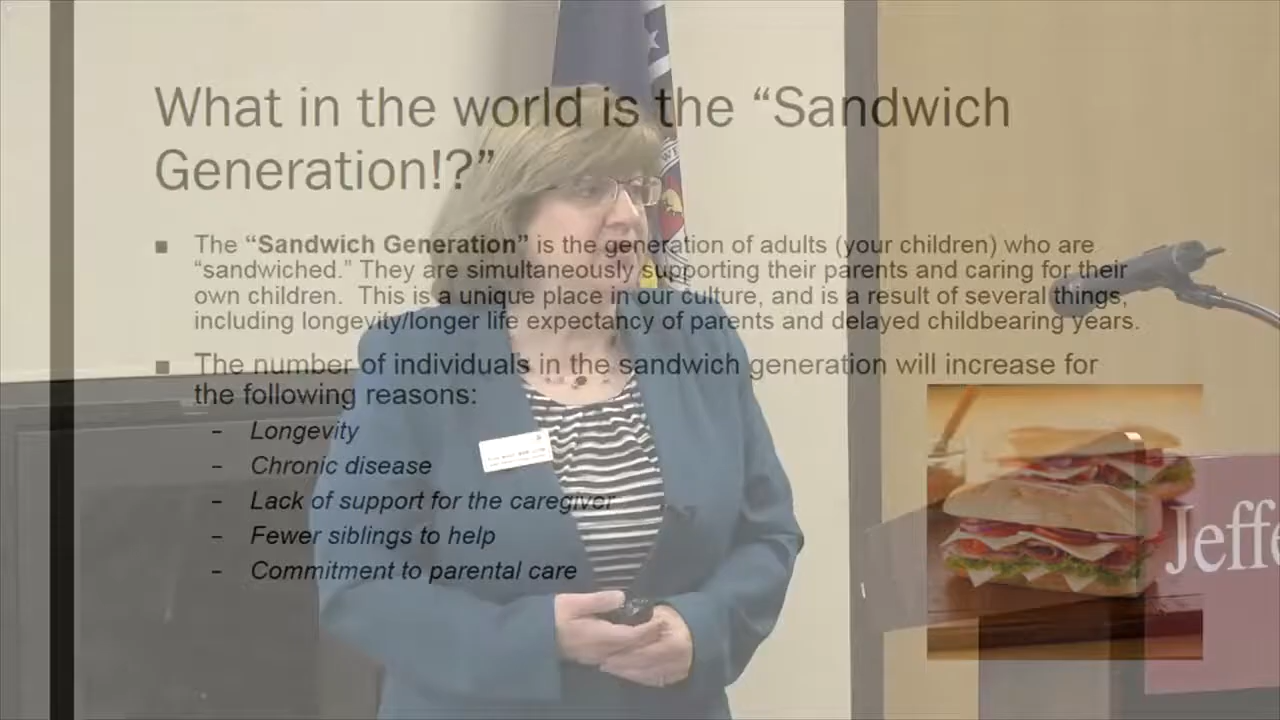 What in the world is the “Sandwich
Generation!?”
The “Sandwich Generation” is the generation of adults (your children) who are
“sandwiched.” They are simultaneously supporting their parents and caring for their
own children.  This is a unique place in our culture, and is a result of several things,
including longevity/longer life expectancy of parents and delayed childbearing years.
The number of individuals in the sandwich generation will increase for
the following reasons:
- Longevity
- Chronic disease
- Lack of support for the caregiver
- Fewer siblings to help
- Commitment to parental care
Jeffe